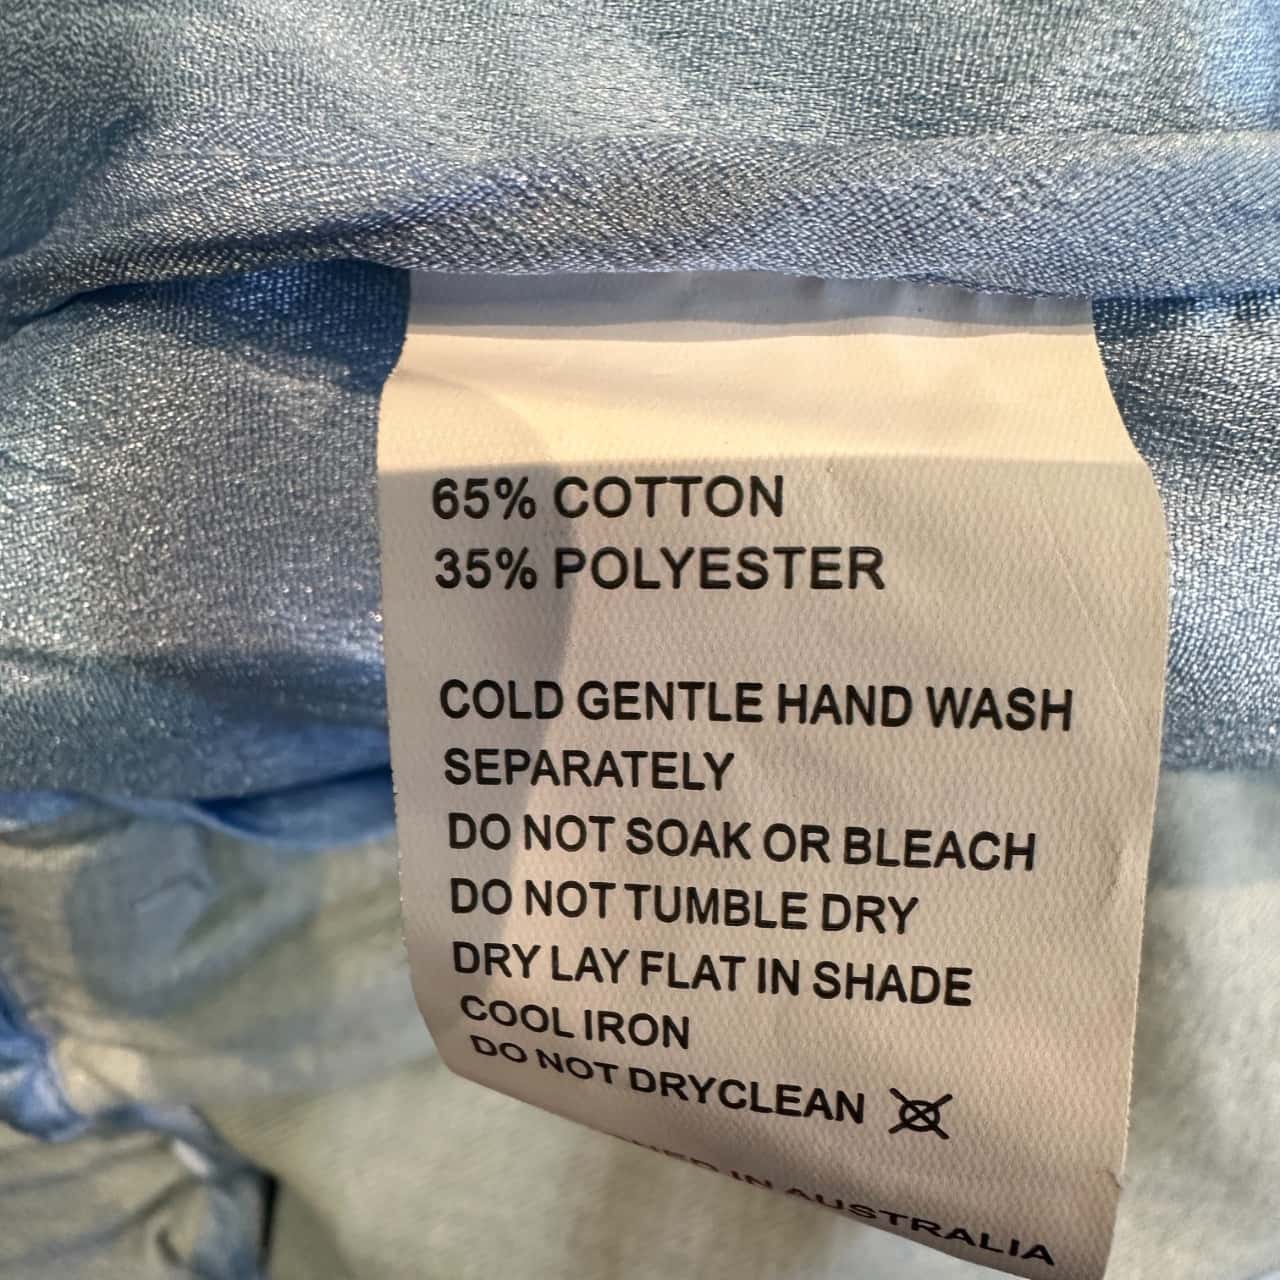 65% COTTON
35% POLYESTER
COLD GENTLE HAND WASH
SEPARATELY
DO NOT SOAK OR BLEACH
DO NOT TUMBLE DRY
DRY LAY FLAT IN SHADE
COOL IRON
DO NOT DRYCLEAN
IN AUSTRALIA